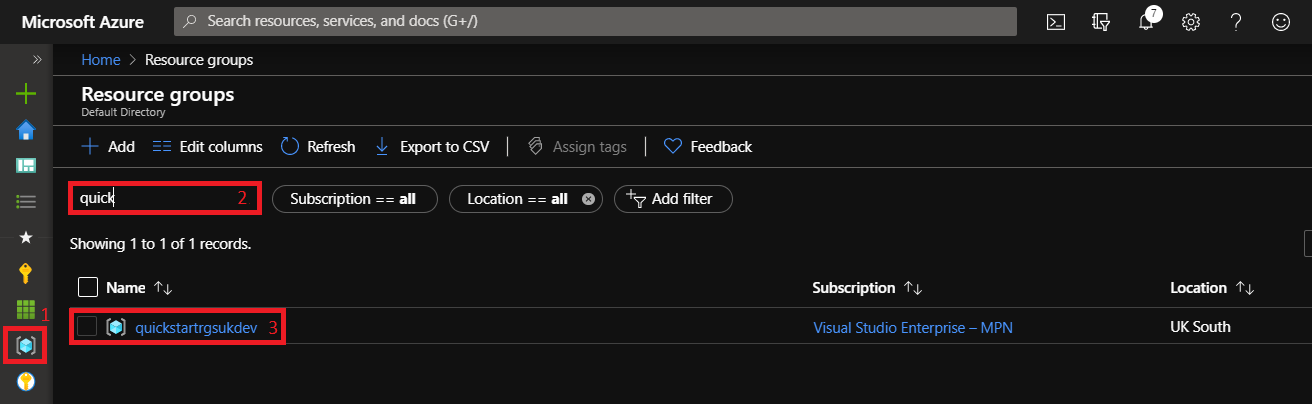 Microsoft Azure
Search resources, services, and docs (G+/)
7
Home > Resource groups
Resource groups
Default Directory
Add Edit columns Refresh Export to CSV Assign tags Feedback
quick 2 Subscription == all Location == all Add filter
Showing 1 to 1 of 1 records.
Name Subscription Location
1
quickstartrgsukdev 3 Visual Studio Enterprise – MPN UK South